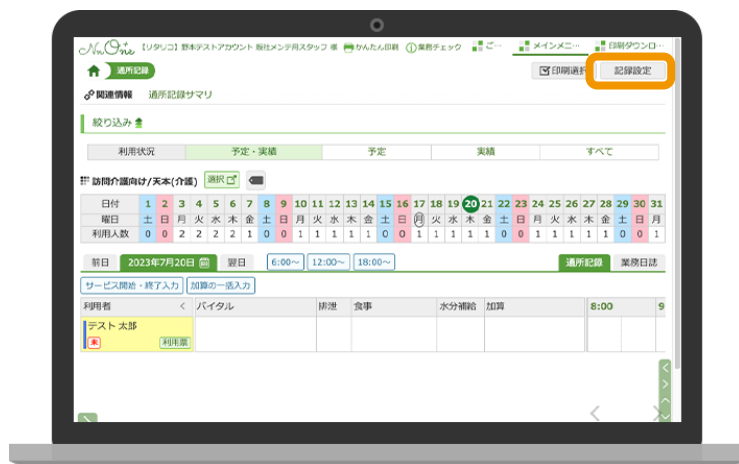 NuOne 【リタリコ】野本テストアカウント 販社メンテ用スタッフ 様 かんたん印刷 業務チェック ご… メインメニ… 印刷ダウンロ…
通所記録 印刷選択 記録設定
関連情報 通所記録サマリ
絞り込み
利用状況 予定・実績 予定 実績 すべて
訪問介護向け/天本(介護) 選択
日付 1 2 3 4 5 6 7 8 9 10 11 12 13 14 15 16 17 18 19 20 21 22 23 24 25 26 27 28 29 30 31
曜日 土 日 月 火 水 木 金 土 日 月 火 水 木 金 土 日 月 火 水 木 金 土 日 月 火 水 木 金 土 日 月
利用人数 0 0 2 2 2 2 1 0 0 1 1 1 1 1 0 0 1 1 1 1 1 0 0 1 1 1 1 1 0 0 1
前日 2023年7月20日 翌日 6:00～ 12:00～ 18:00～ 通所記録 業務日誌
サービス開始・終了入力 加算の一括入力
利用者 < バイタル 排泄 食事 水分補給 加算 8:00 9
テスト 太郎
未 利用票